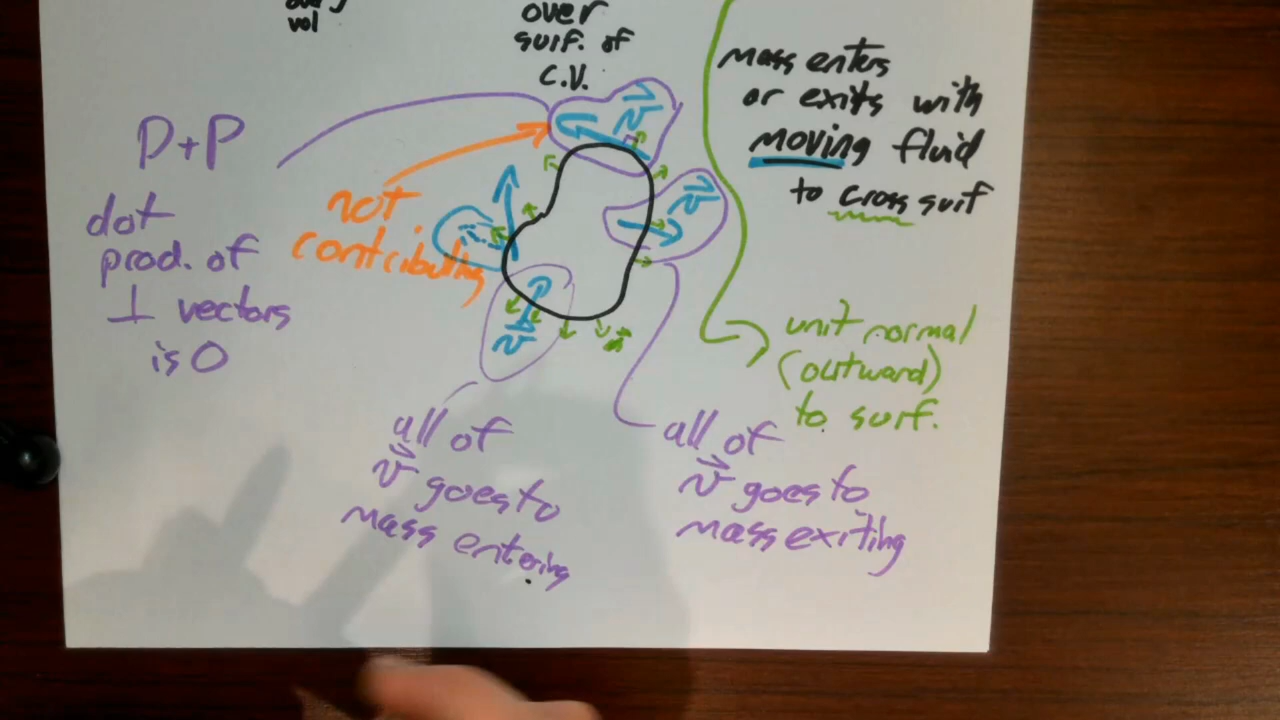 vol
over
surf. of
C.V.
mass enters
or exits with
moving fluid
to cross surf
D+P
dot
prod. of
⊥ vectors
is 0
not
contributing
v⃗
v⃗
v⃗
unit normal
(outward)
to surf.
all of
v⃗ goes to
mass entering
all of
v⃗ goes to
mass exiting